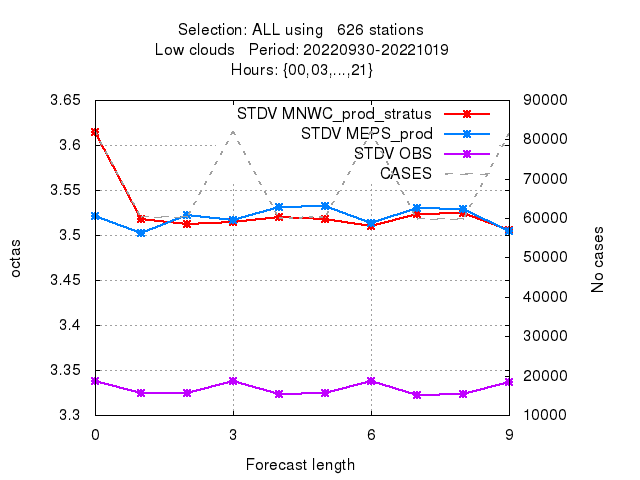 Selection: ALL using   626 stations
Low clouds   Period: 20220930-20221019
Hours: {00,03,...,21}
STDV MNWC_prod_stratus
STDV MEPS_prod
STDV OBS
CASES
3.65
3.6
3.55
3.5
3.45
3.4
3.35
3.3
octas
90000
80000
70000
60000
50000
40000
30000
20000
10000
No cases
0 3 6 9
Forecast length